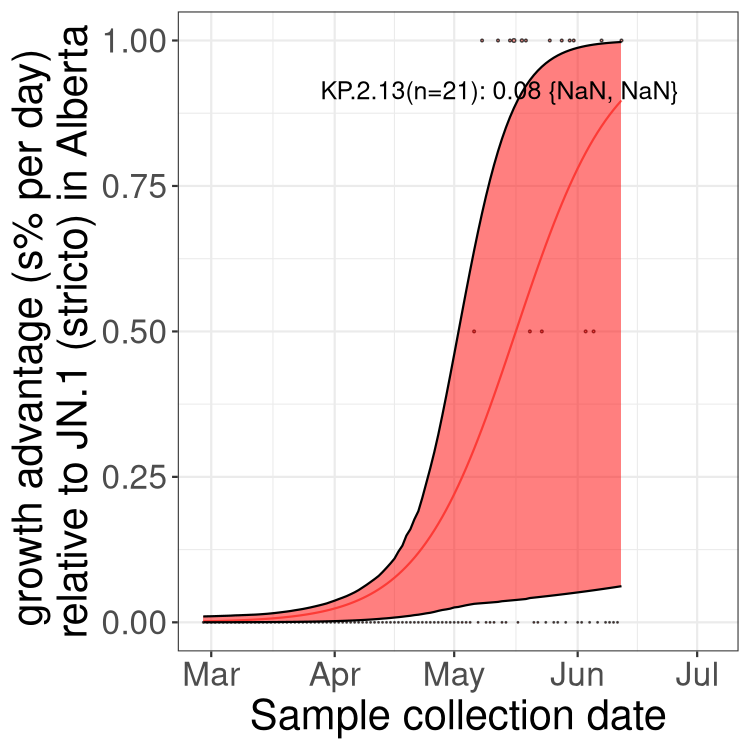 growth advantage (s% per day)
relative to JN.1 (stricto) in Alberta
1.00
0.75
0.50
0.25
0.00
KP.2.13(n=21): 0.08 {NaN, NaN}
Mar
Apr
May
Jun
Jul
Sample collection date